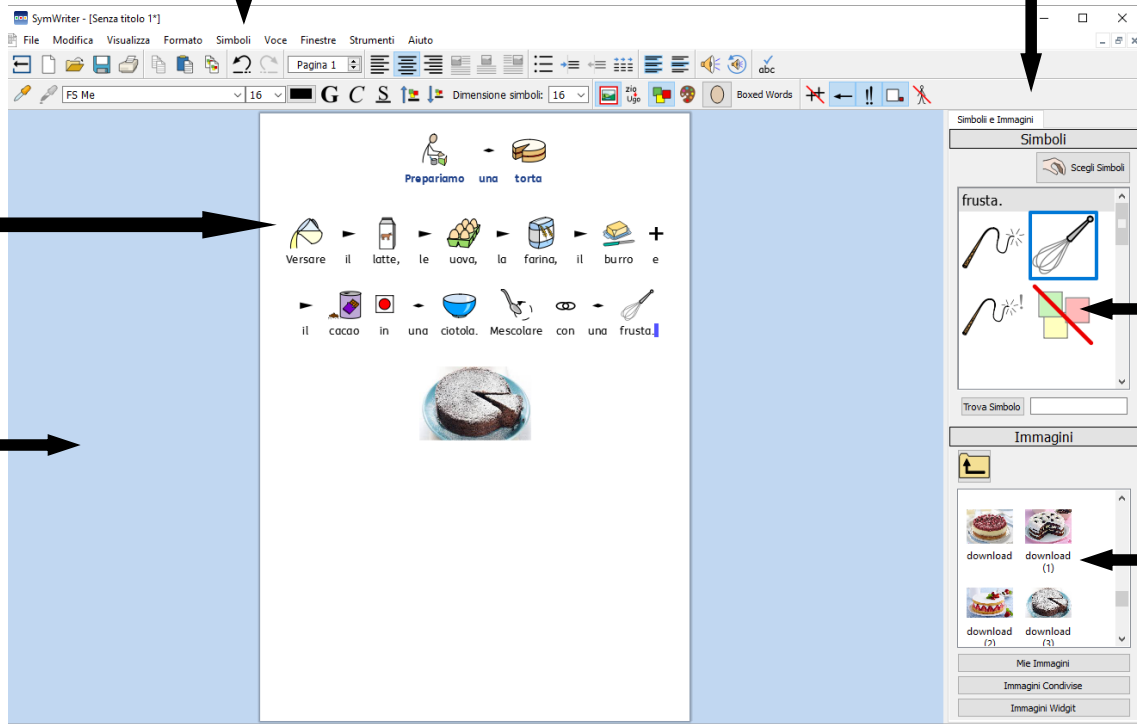 SymWriter - [Senza titolo 1*]
File Modifica Visualizza Formato Simboli Voce Finestre Strumenti Aiuto
Pagina 1
abc
FS Me 16 G C S Dimensione simboli: 16 zio Ugo Boxed Words
Simboli e Immagini
Simboli
Scegli Simboli
frusta.
Prepariamo una torta
Versare il latte, le uova, la farina, il burro e
il cacao in una ciotola. Mescolare con una frusta.
Trova Simbolo
Immagini
download download
(1)
download download
(2) (3)
Mie Immagini
Immagini Condivise
Immagini Widgit